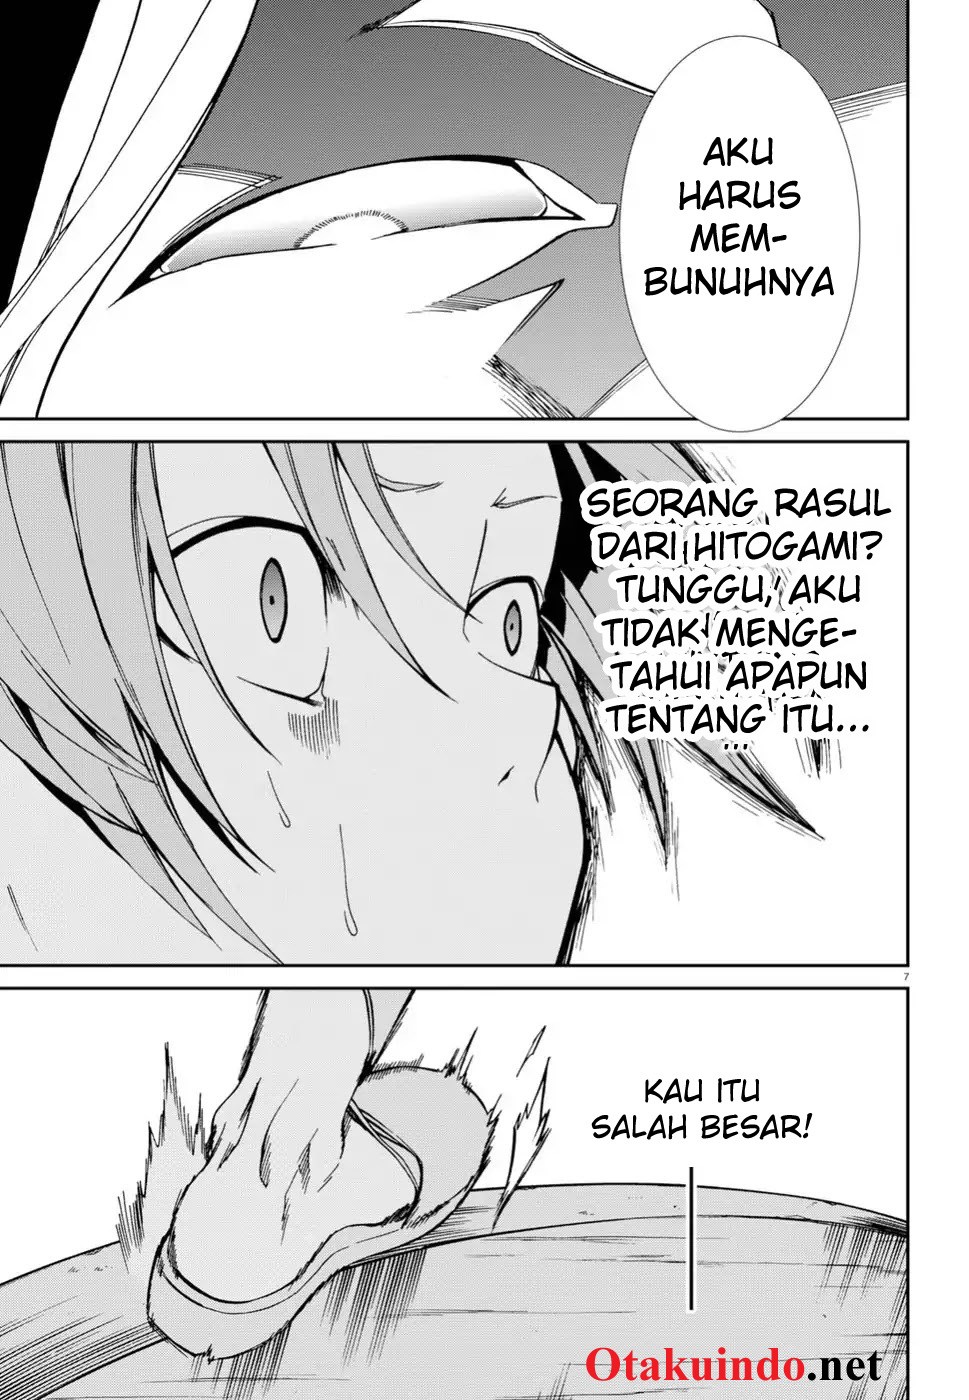 AKU
HARUS
MEM-
BUNUHNYA
SEORANG RASUL
DARI HITOGAMI?
TUNGGU, AKU
TIDAK MENGE-
TAHUI APAPUN
TENTANG ITU...
7
KAU ITU
SALAH BESAR!
Otakuindo.net